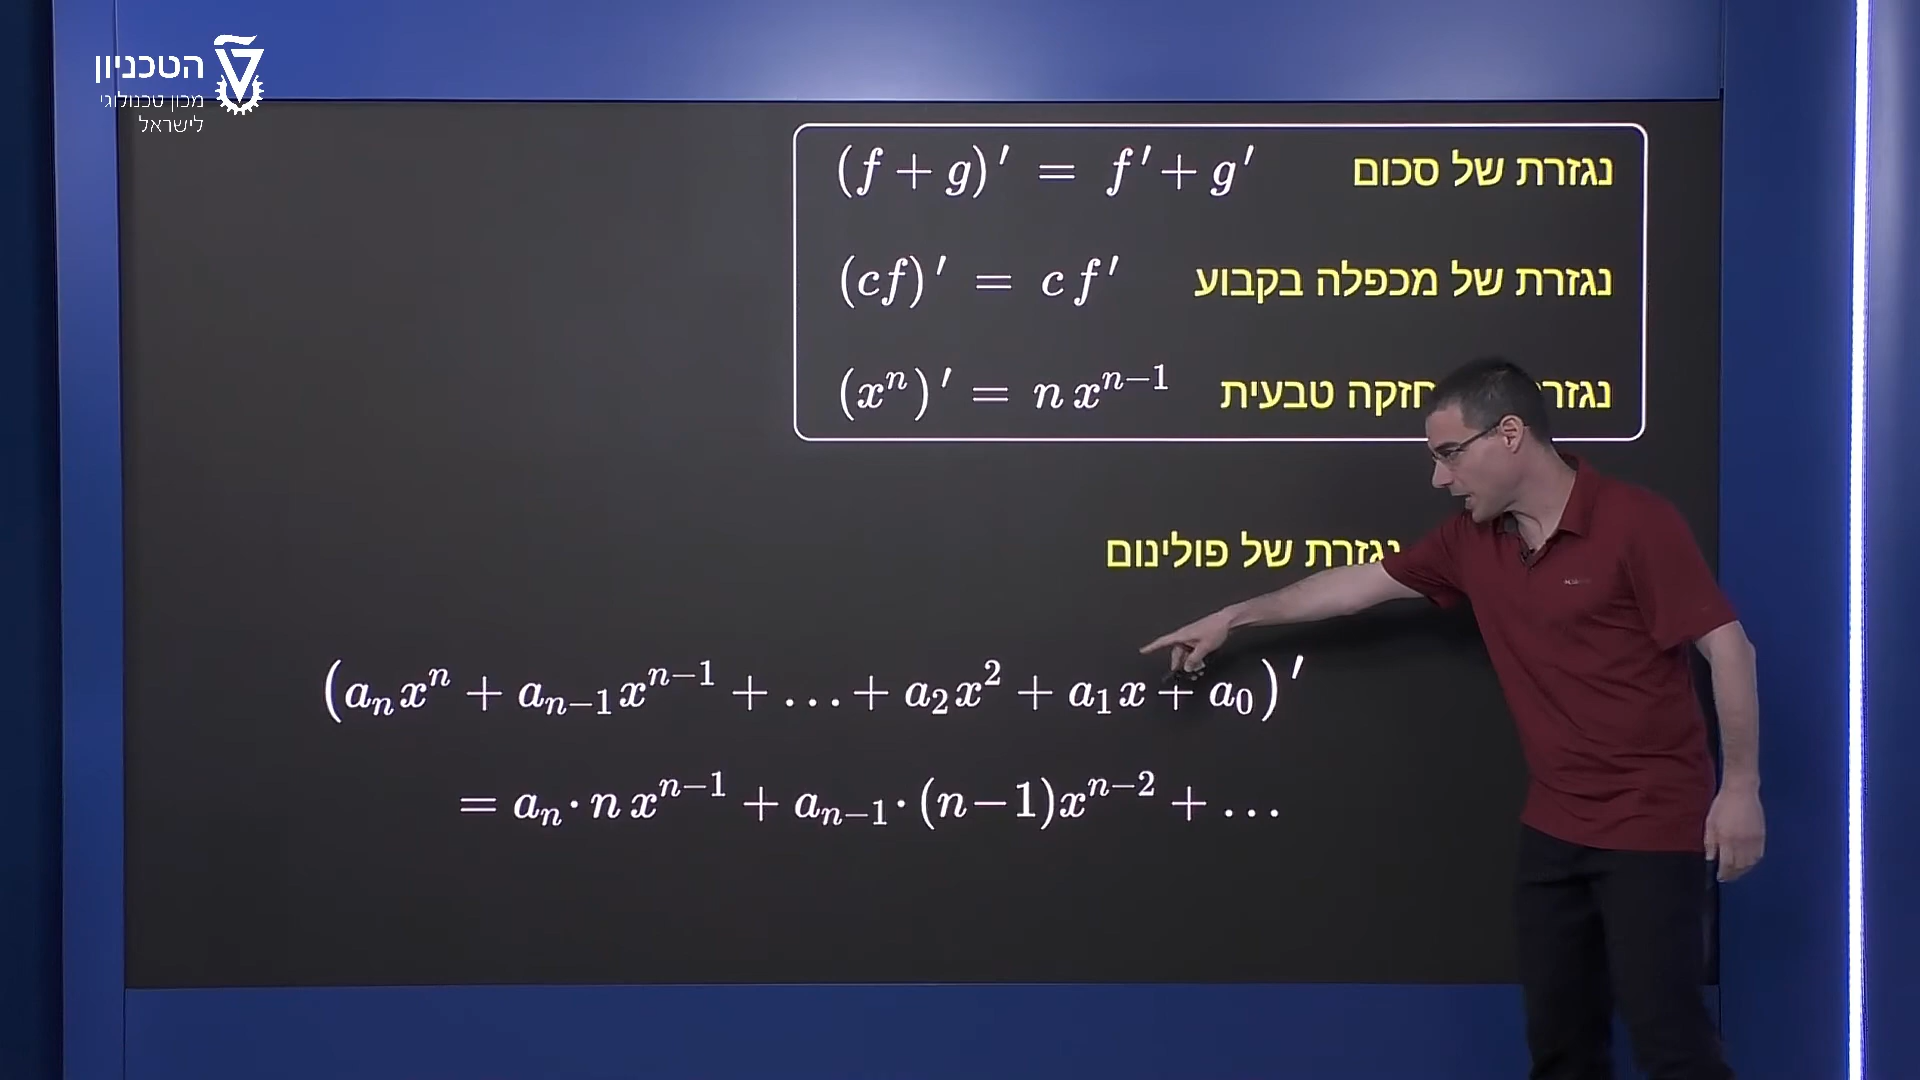 הטכניון
מכון טכנולוגי
לישראל
נגזרת של סכום (f + g)′ = f′ + g′
נגזרת של מכפלה בקבוע (cf)′ = c f′
חזקה טבעית (xⁿ)′ = n xⁿ⁻¹
נגזרת של פולינום
(aₙxⁿ + aₙ₋₁xⁿ⁻¹ + … + a₂x² + a₁x + a₀)′
= aₙ · n xⁿ⁻¹ + aₙ₋₁ · (n−1)xⁿ⁻² + …